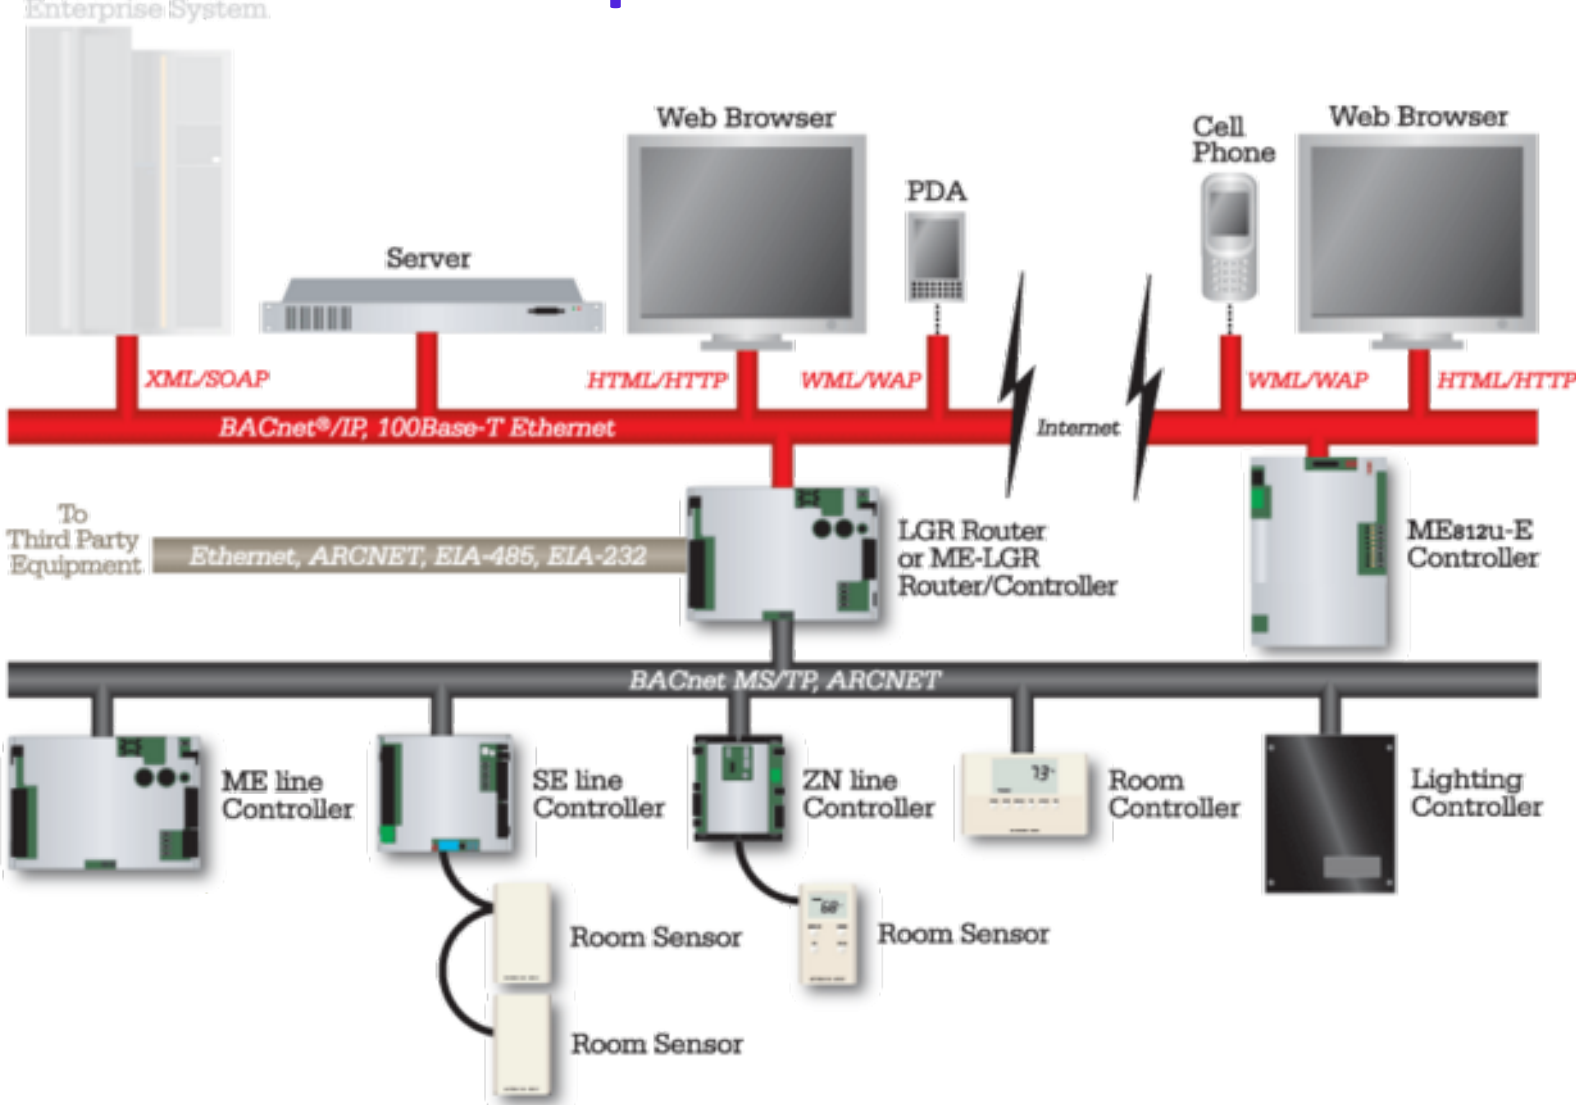 Enterprise System
Web Browser
Cell
Phone
Web Browser
PDA
Server
XML/SOAP
HTML/HTTP
WML/WAP
WML/WAP
HTML/HTTP
BACnet®/IP, 100Base-T Ethernet
Internet
To
Third Party
Equipment
Ethernet, ARCNET, EIA-485, EIA-232
LGR Router
or ME-LGR
Router/Controller
ME812u-E
Controller
BACnet MS/TP, ARCNET
ME line
Controller
SE line
Controller
ZN line
Controller
73°
Room
Controller
Lighting
Controller
Room Sensor
68°
Room Sensor
Room Sensor